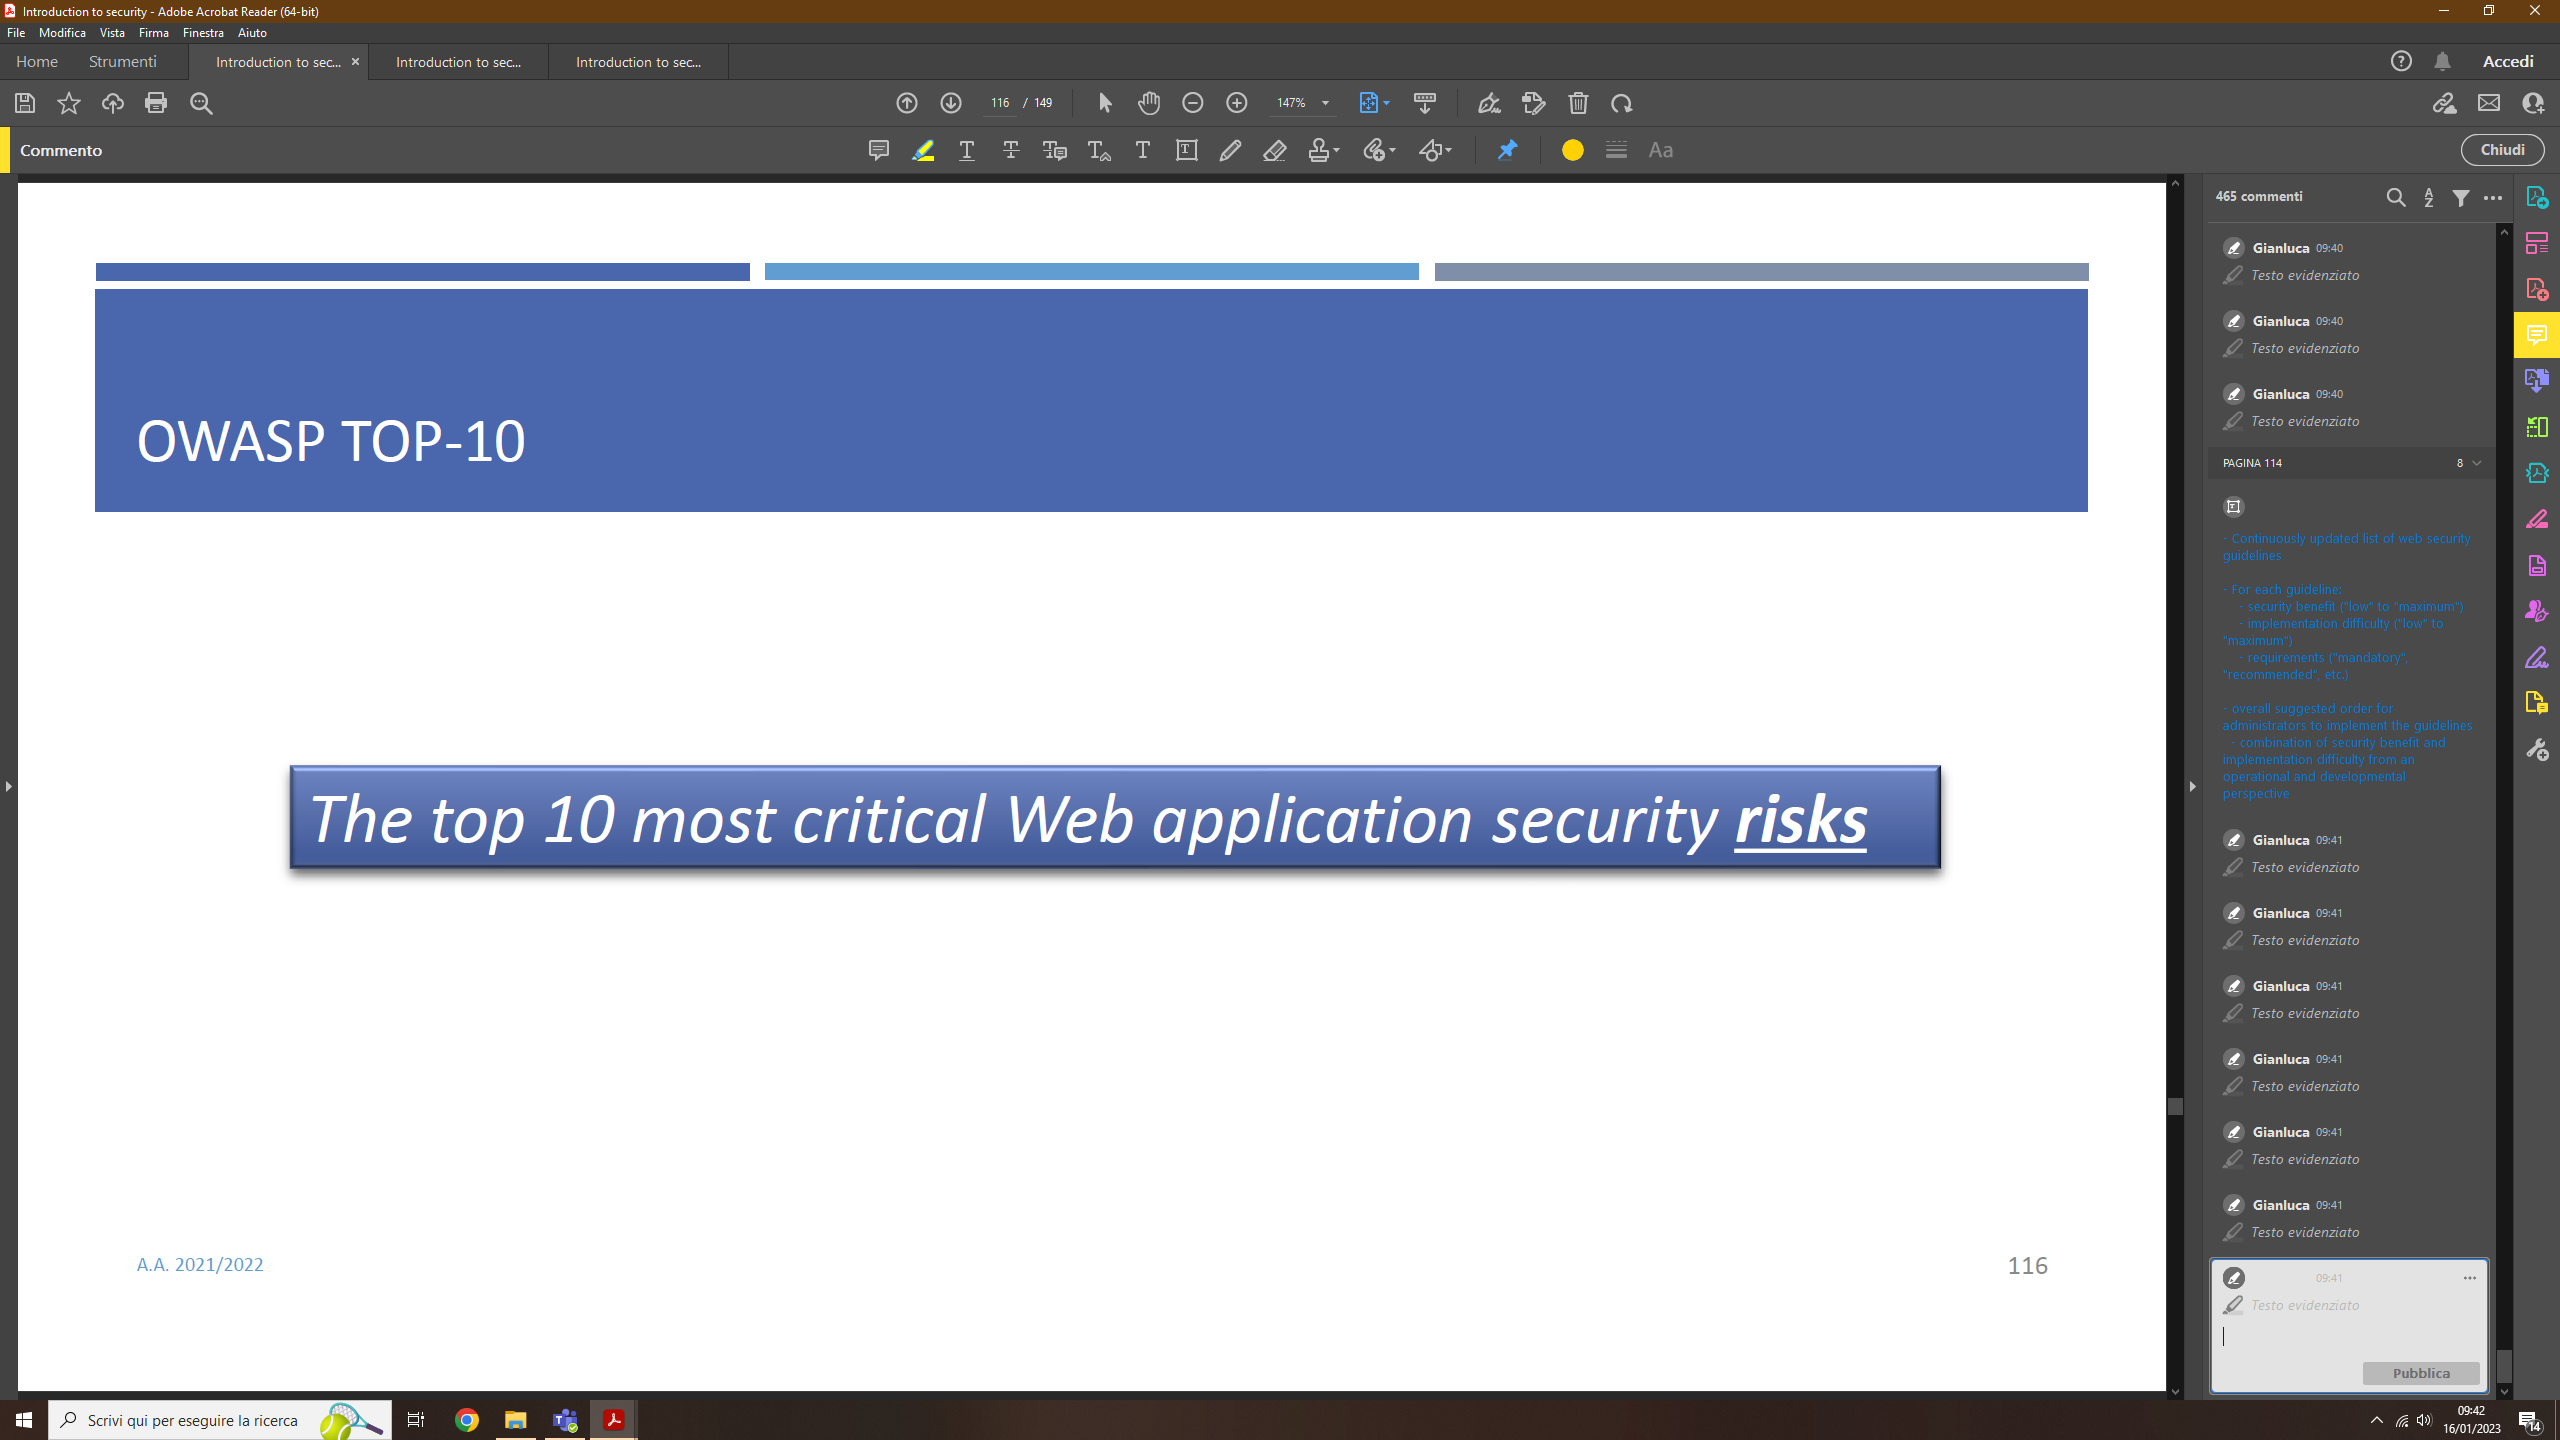 Introduction to security - Adobe Acrobat Reader (64-bit)
File Modifica Vista Firma Finestra Aiuto
Home Strumenti Introduction to sec... × Introduction to sec... Introduction to sec... Accedi
116 / 149 147%
Commento Aa Chiudi
OWASP TOP-10
The top 10 most critical Web application security risks
A.A. 2021/2022
116
465 commenti
Gianluca 09:40
Testo evidenziato
Gianluca 09:40
Testo evidenziato
Gianluca 09:40
Testo evidenziato
PAGINA 114 8
- Continuously updated list of web security
guidelines
- For each guideline:
- security benefit ("low" to "maximum")
- implementation difficulty ("low" to
"maximum")
- requirements ("mandatory",
"recommended", etc.)
- overall suggested order for
administrators to implement the guidelines
- combination of security benefit and
implementation difficulty from an
operational and developmental
perspective
Gianluca 09:41
Testo evidenziato
Gianluca 09:41
Testo evidenziato
Gianluca 09:41
Testo evidenziato
Gianluca 09:41
Testo evidenziato
Gianluca 09:41
Testo evidenziato
Gianluca 09:41
Testo evidenziato
09:41
Testo evidenziato
Pubblica
Scrivi qui per eseguire la ricerca
09:42
16/01/2023
14